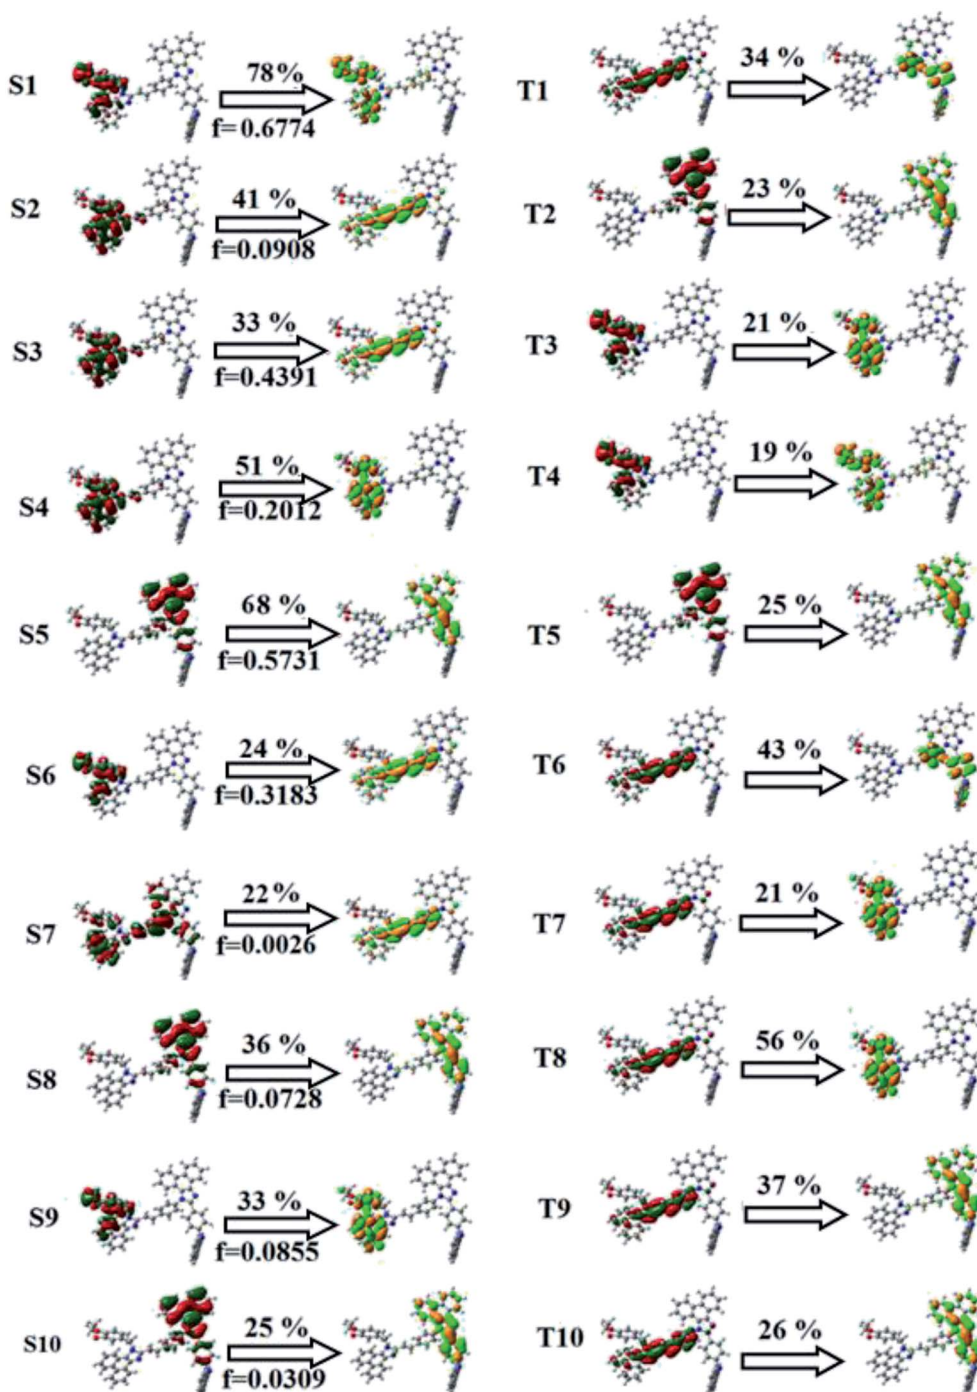 S1
78%
f=0.6774
T1
34 %
S2
41 %
f=0.0908
T2
23 %
S3
33 %
f=0.4391
T3
21 %
S4
51 %
f=0.2012
T4
19 %
S5
68 %
f=0.5731
T5
25 %
S6
24 %
f=0.3183
T6
43 %
S7
22 %
f=0.0026
T7
21 %
S8
36 %
f=0.0728
T8
56 %
S9
33 %
f=0.0855
T9
37 %
S10
25 %
f=0.0309
T10
26 %